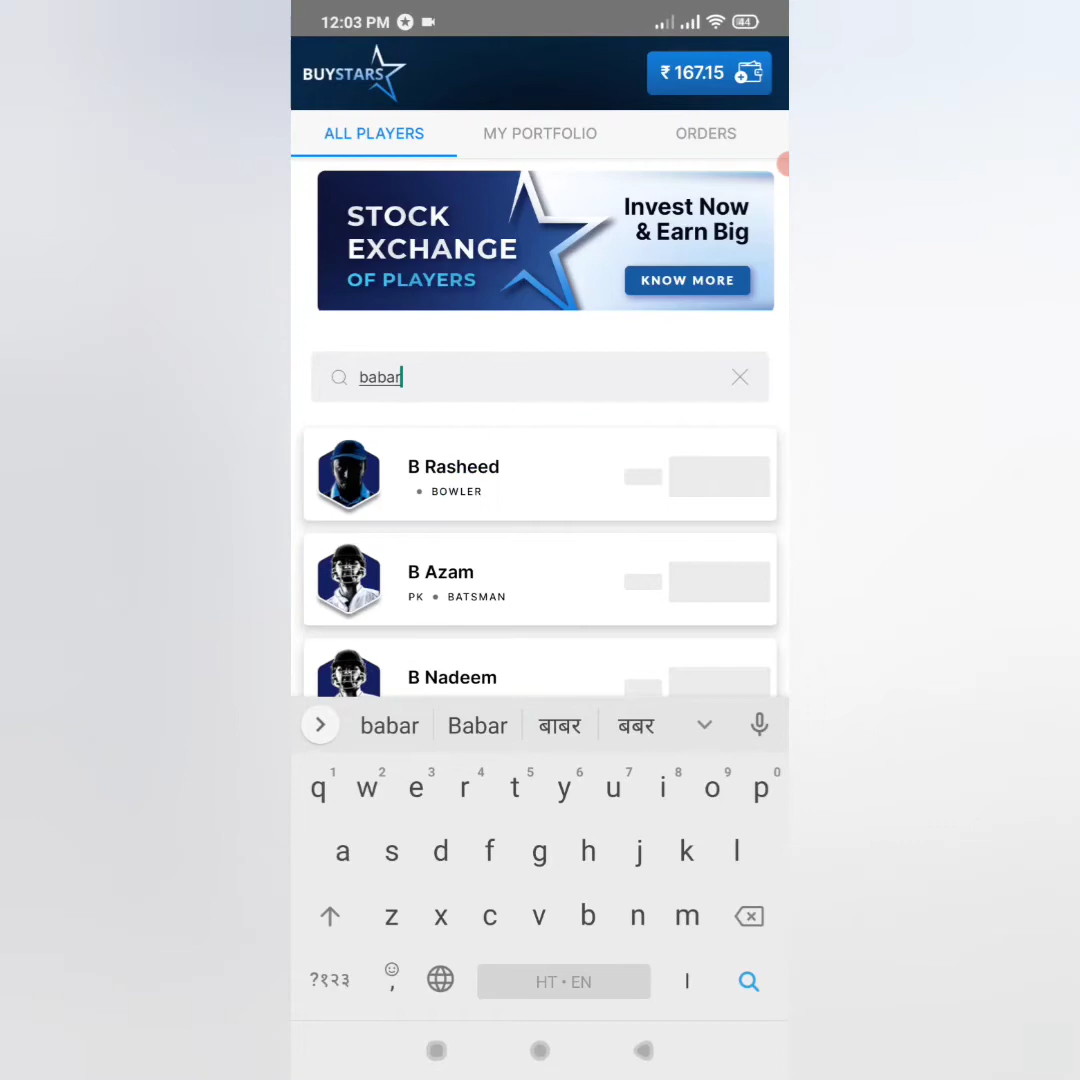 12:03 PM 44
BUYSTARS
₹ 167.15
ALL PLAYERS MY PORTFOLIO ORDERS
STOCK
EXCHANGE
OF PLAYERS
Invest Now
& Earn Big
KNOW MORE
babar
B Rasheed
• BOWLER
B Azam
PK • BATSMAN
B Nadeem
babar Babar बाबर बबर
q1 w2 e3 r4 t5 y6 u7 i8 o9 p0
a s d f g h j k l
z x c v b n m
?१२३ , HT • EN ।